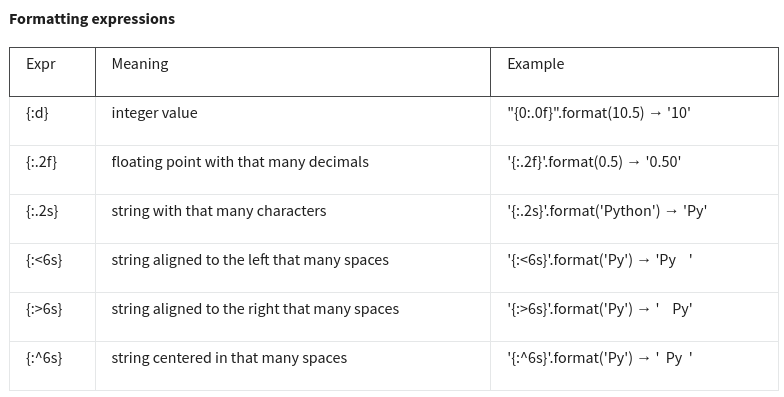 Formatting expressions
Expr Meaning Example
{:d} integer value "{0:.0f}".format(10.5) → '10'
{:.2f} floating point with that many decimals '{:.2f}'.format(0.5) → '0.50'
{:.2s} string with that many characters '{:.2s}'.format('Python') → 'Py'
{:<6s} string aligned to the left that many spaces '{:<6s}'.format('Py') → 'Py    '
{:>6s} string aligned to the right that many spaces '{:>6s}'.format('Py') → '    Py'
{:^6s} string centered in that many spaces '{:^6s}'.format('Py') → '  Py  '